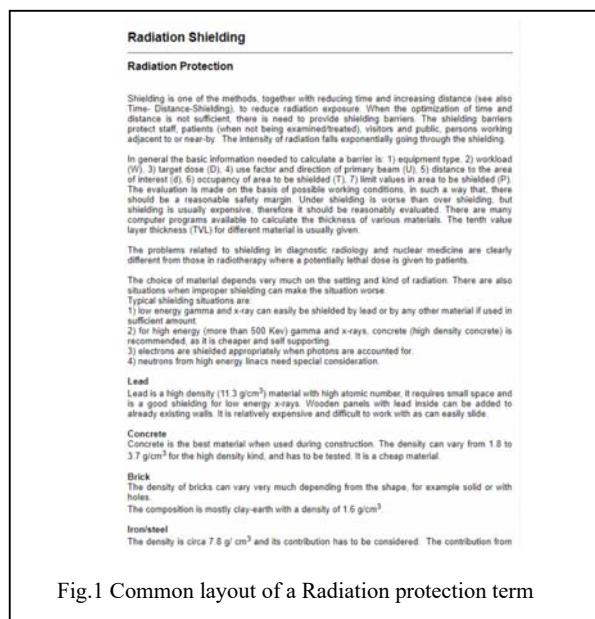 Radiation Shielding
Radiation Protection
Shielding is one of the methods, together with reducing time and increasing distance (see also
Time- Distance-Shielding), to reduce radiation exposure. When the optimization of time and
distance is not sufficient, there is need to provide shielding barriers. The shielding barriers
protect staff, patients (when not being examined/treated), visitors and public, persons working
adjacent to or near-by. The intensity of radiation falls exponentially going through the shielding.
In general the basic information needed to calculate a barrier is: 1) equipment type, 2) workload
(W), 3) target dose (D), 4) use factor and direction of primary beam (U), 5) distance to the area
of interest (d), 6) occupancy of area to be shielded (T), 7) limit values in area to be shielded (P).
The evaluation is made on the basis of possible working conditions, in such a way that, there
should be a reasonable safety margin. Under shielding is worse than over shielding, but
shielding is usually expensive, therefore it should be reasonably evaluated. There are many
computer programs available to calculate the thickness of various materials. The tenth value
layer thickness (TVL) for different material is usually given.
The problems related to shielding in diagnostic radiology and nuclear medicine are clearly
different from those in radiotherapy where a potentially lethal dose is given to patients.
The choice of material depends very much on the setting and kind of radiation. There are also
situations when improper shielding can make the situation worse.
Typical shielding situations are:
1) low energy gamma and x-ray can easily be shielded by lead or by any other material if used in
sufficient amount.
2) for high energy (more than 500 Kev) gamma and x-rays, concrete (high density concrete) is
recommended, as it is cheaper and self supporting.
3) electrons are shielded appropriately when photons are accounted for.
4) neutrons from high energy linacs need special consideration.
Lead
Lead is a high density (11.3 g/cm³) material with high atomic number, it requires small space and
is a good shielding for low energy x-rays. Wooden panels with lead inside can be added to
already existing walls. It is relatively expensive and difficult to work with as can easily slide.
Concrete
Concrete is the best material when used during construction. The density can vary from 1.8 to
3.7 g/cm³ for the high density kind, and has to be tested. It is a cheap material.
Brick
The density of bricks can vary very much depending from the shape, for example solid or with
holes.
The composition is mostly clay-earth with a density of 1.6 g/cm³.
Iron/steel
The density is circa 7.8 g/ cm³ and its contribution has to be considered. The contribution from
Fig.1 Common layout of a Radiation protection term